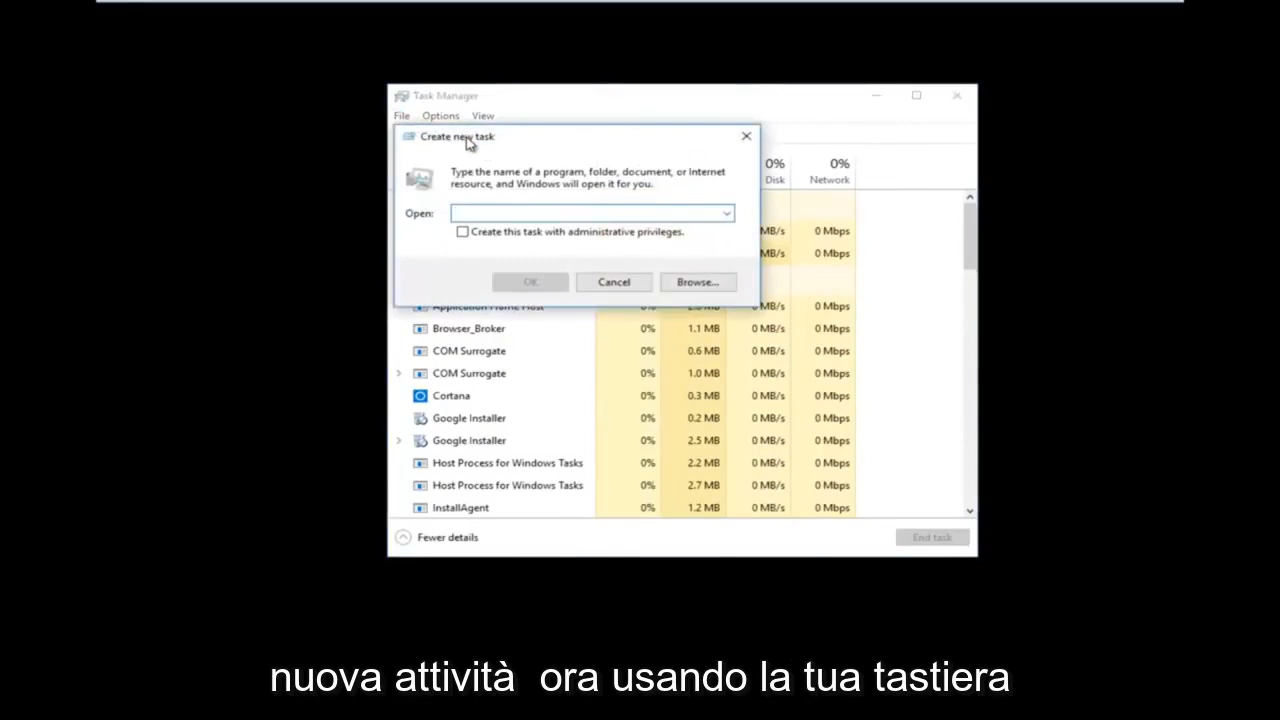 Task Manager
File Options View
Create new task
Type the name of a program, folder, document, or Internet
resource, and Windows will open it for you.
Open:
Create this task with administrative privileges.
OK Cancel Browse...
0% 0%
Disk Network
MB/s 0 Mbps
MB/s 0 Mbps
Application Frame Host 0% MB/s 0 Mbps
Browser_Broker 0% 1.1 MB 0 MB/s 0 Mbps
COM Surrogate 0% 0.6 MB 0 MB/s 0 Mbps
COM Surrogate 0% 1.0 MB 0 MB/s 0 Mbps
Cortana 0% 0.3 MB 0 MB/s 0 Mbps
Google Installer 0% 0.2 MB 0 MB/s 0 Mbps
Google Installer 0% 2.5 MB 0 MB/s 0 Mbps
Host Process for Windows Tasks 0% 2.2 MB 0 MB/s 0 Mbps
Host Process for Windows Tasks 0% 2.7 MB 0 MB/s 0 Mbps
InstallAgent 0% 1.2 MB 0 MB/s 0 Mbps
Fewer details End task
nuova attività ora usando la tua tastiera